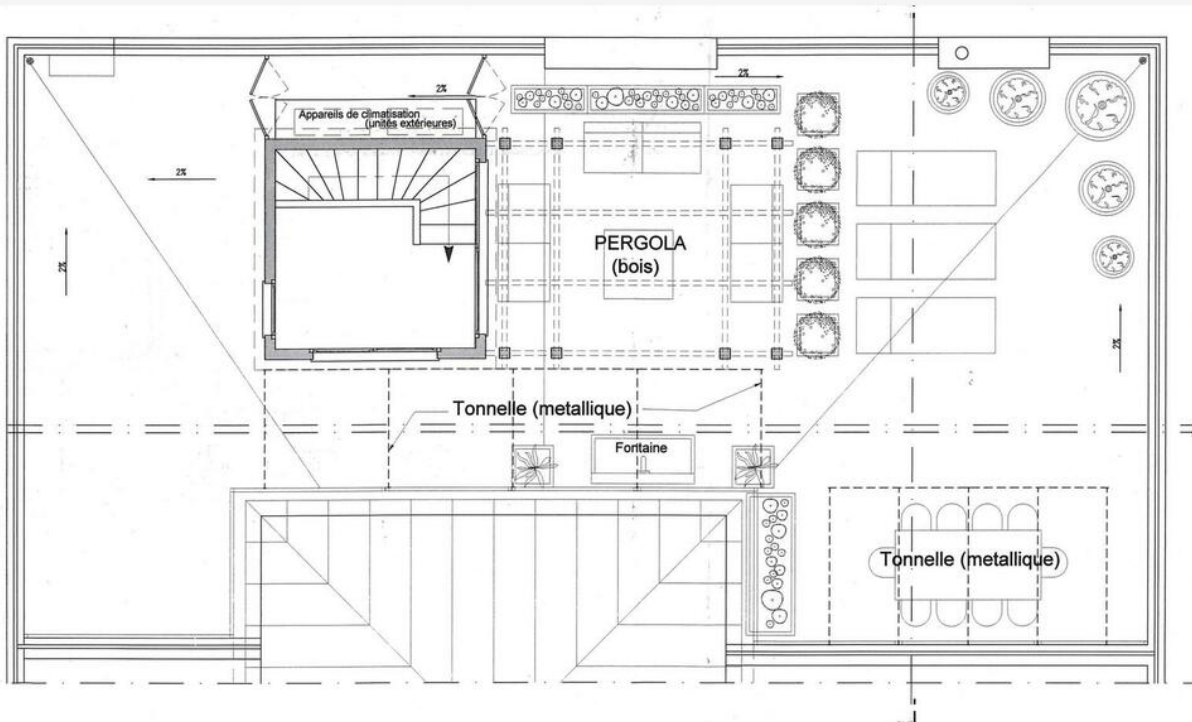 2%
2%
Appareils de climatisation
(unités extérieures)
2%
2%
PERGOLA
(bois)
2%
Tonnelle (metallique)
Fontaine
Tonnelle (metallique)